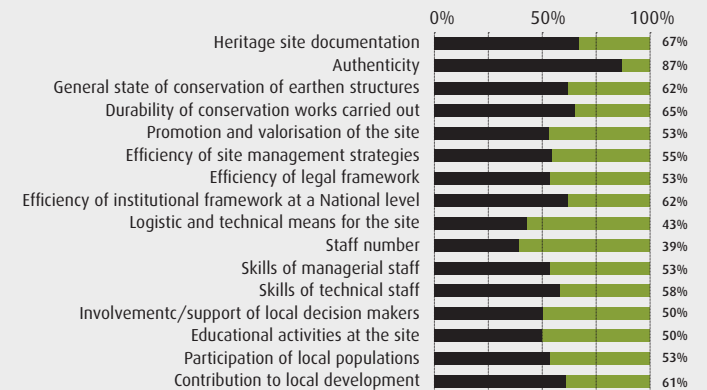 0% 50% 100%
Heritage site documentation 67%
Authenticity 87%
General state of conservation of earthen structures 62%
Durability of conservation works carried out 65%
Promotion and valorisation of the site 53%
Efficiency of site management strategies 55%
Efficiency of legal framework 53%
Efficiency of institutional framework at a National level 62%
Logistic and technical means for the site 43%
Staff number 39%
Skills of managerial staff 53%
Skills of technical staff 58%
Involvementc/support of local decision makers 50%
Educational activities at the site 50%
Participation of local populations 53%
Contribution to local development 61%